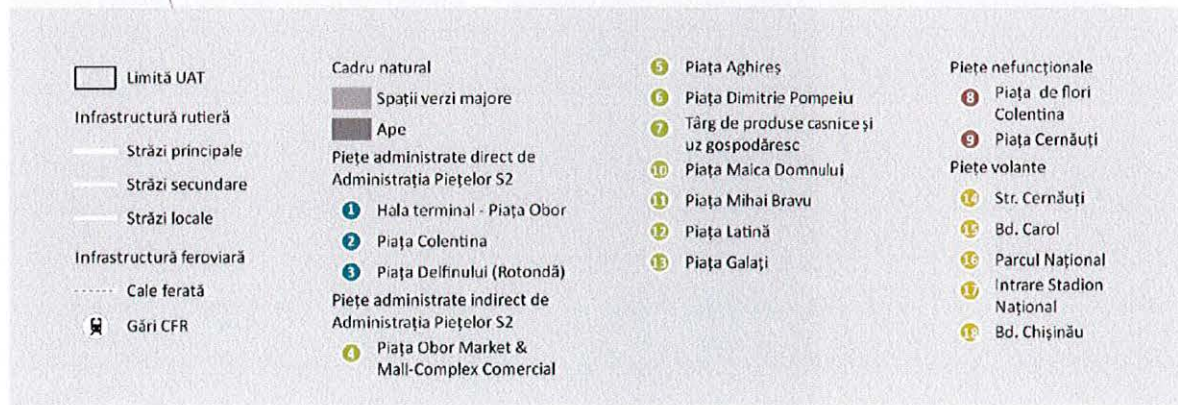 Limită UAT
Infrastructură rutieră
Străzi principale
Străzi secundare
Străzi locale
Infrastructură feroviară
Cale ferată
Gări CFR
Cadru natural
Spații verzi majore
Ape
Piețe administrate direct de
Administrația Piețelor S2
1 Hala terminal - Piața Obor
2 Piața Colentina
3 Piața Delfinului (Rotondă)
Piețe administrate indirect de
Administrația Piețelor S2
4 Piața Obor Market &
Mall-Complex Comercial
5 Piața Aghireș
6 Piața Dimitrie Pompeiu
7 Târg de produse casnice și
uz gospodăresc
10 Piața Maica Domnului
11 Piața Mihai Bravu
12 Piața Latină
13 Piața Galați
Piețe nefuncționale
8 Piața de flori
Colentina
9 Piața Cernăuți
Piețe volante
14 Str. Cernăuți
15 Bd. Carol
16 Parcul Național
17 Intrare Stadion
Național
18 Bd. Chișinău